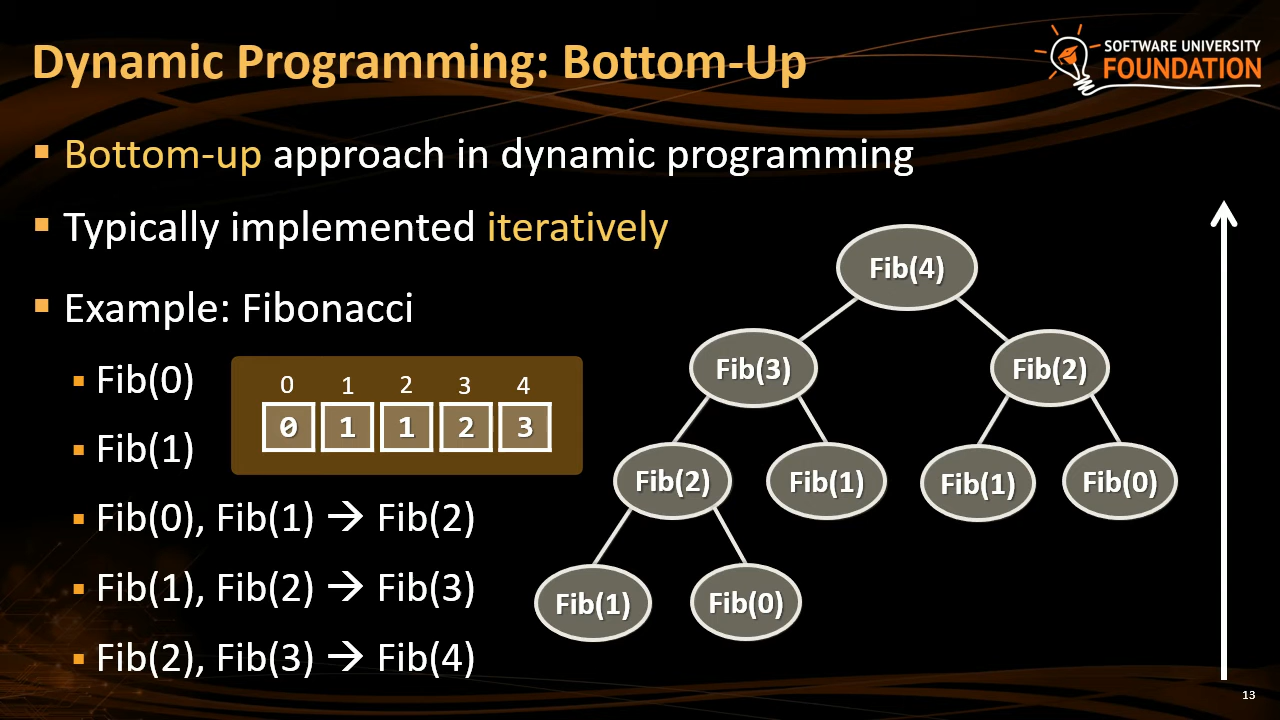 Dynamic Programming: Bottom-Up
SOFTWARE UNIVERSITY
FOUNDATION
▪ Bottom-up approach in dynamic programming
▪ Typically implemented iteratively
▪ Example: Fibonacci
▪ Fib(0)
▪ Fib(1)
▪ Fib(0), Fib(1) → Fib(2)
▪ Fib(1), Fib(2) → Fib(3)
▪ Fib(2), Fib(3) → Fib(4)
0 1 2 3 4
0 1 1 2 3
Fib(4)
Fib(3) Fib(2)
Fib(2) Fib(1) Fib(1) Fib(0)
Fib(1) Fib(0)
13